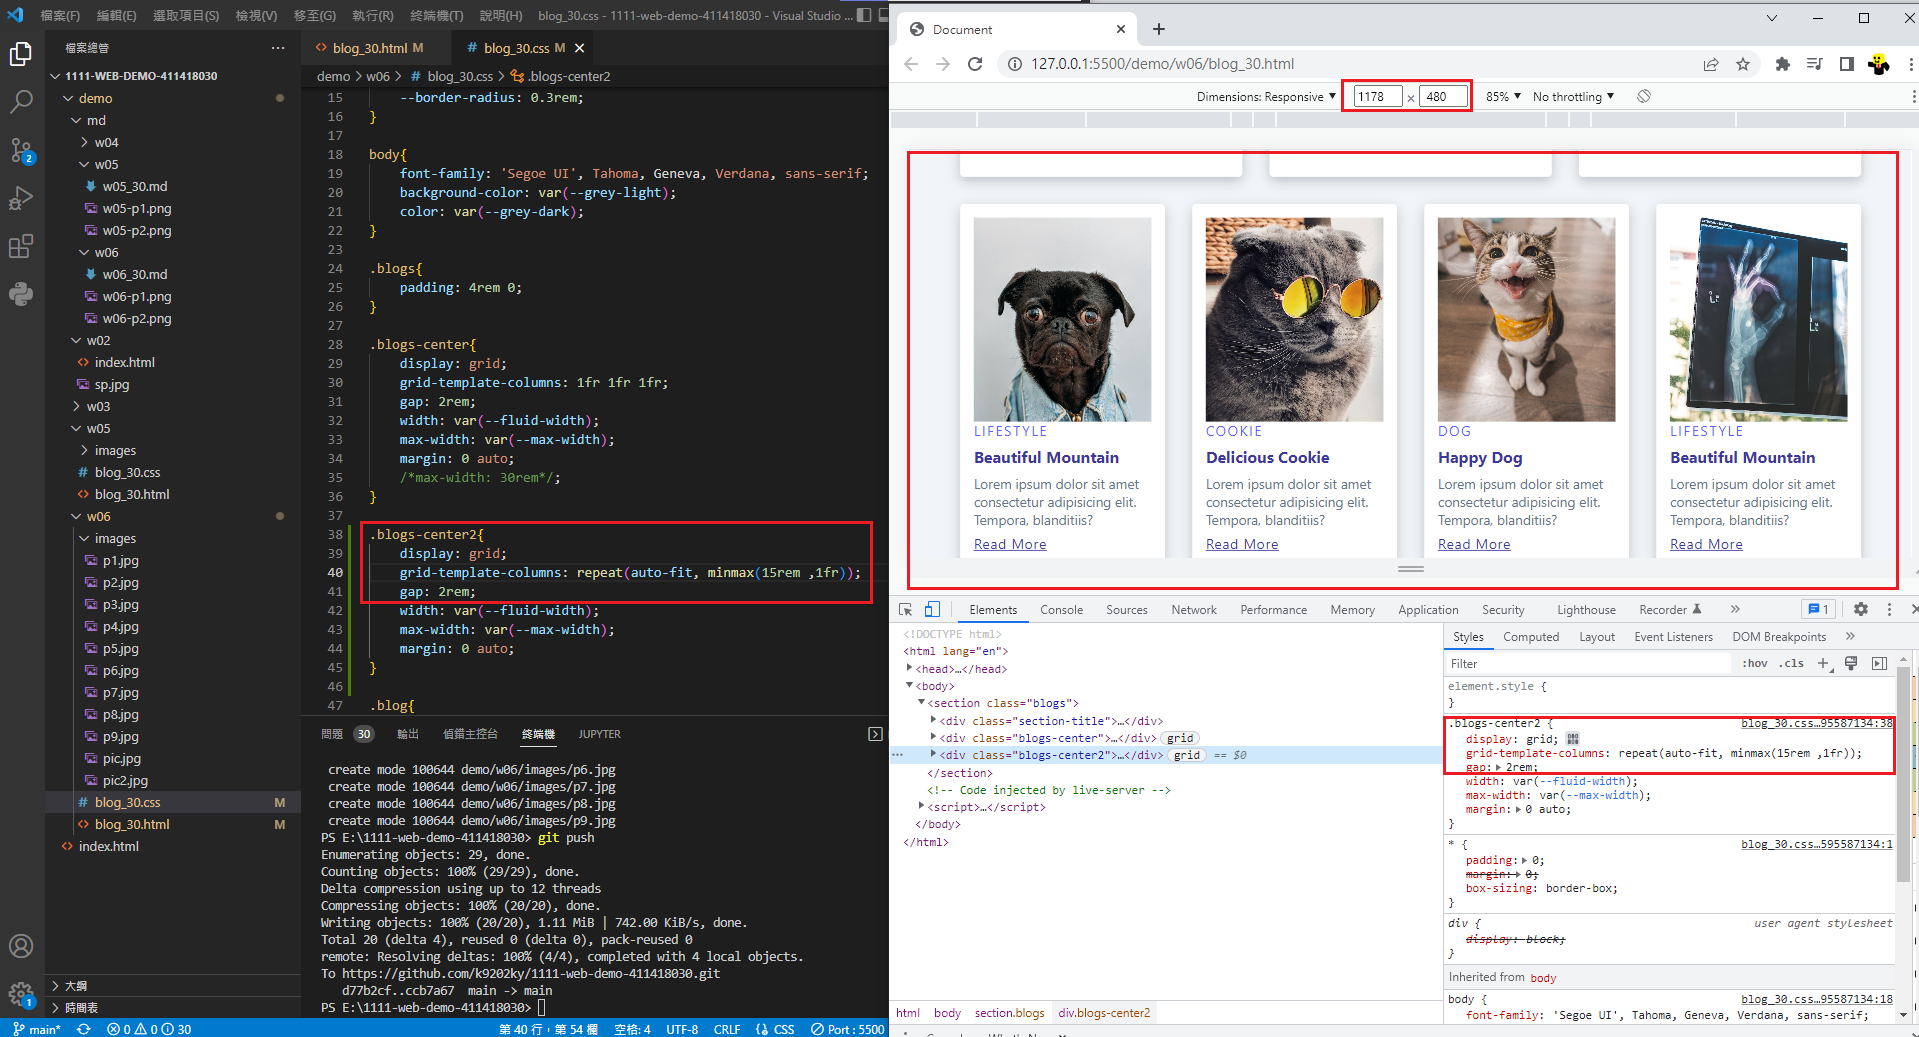 檔案(F) 編輯(E) 選取項目(S) 檢視(V) 移至(G) 執行(R) 終端機(T) 說明(H) blog_30.css - 1111-web-demo-411418030 - Visual Studio ...
檔案總管 ...
1111-WEB-DEMO-411418030
demo
md
w04
w05
w05_30.md
w05-p1.png
w05-p2.png
w06
w06_30.md
w06-p1.png
w06-p2.png
w02
index.html
sp.jpg
w03
w05
images
# blog_30.css
<> blog_30.html
w06
images
p1.jpg
p2.jpg
p3.jpg
p4.jpg
p5.jpg
p6.jpg
p7.jpg
p8.jpg
p9.jpg
pic.jpg
pic2.jpg
# blog_30.css M
<> blog_30.html M
<> index.html
大綱
時間表
2
1
<> blog_30.html M # blog_30.css M ×
demo > w06 > # blog_30.css > .blogs-center2
15 --border-radius: 0.3rem;
16 }
17
18 body{
19 font-family: 'Segoe UI', Tahoma, Geneva, Verdana, sans-serif;
20 background-color: var(--grey-light);
21 color: var(--grey-dark);
22 }
23
24 .blogs{
25 padding: 4rem 0;
26 }
27
28 .blogs-center{
29 display: grid;
30 grid-template-columns: 1fr 1fr 1fr;
31 gap: 2rem;
32 width: var(--fluid-width);
33 max-width: var(--max-width);
34 margin: 0 auto;
35 /*max-width: 30rem*/;
36 }
37
38 .blogs-center2{
39 display: grid;
40 grid-template-columns: repeat(auto-fit, minmax(15rem ,1fr));
41 gap: 2rem;
42 width: var(--fluid-width);
43 max-width: var(--max-width);
44 margin: 0 auto;
45 }
46
47 .blog{
問題 30 輸出 偵錯主控台 終端機 JUPYTER
create mode 100644 demo/w06/images/p6.jpg
create mode 100644 demo/w06/images/p7.jpg
create mode 100644 demo/w06/images/p8.jpg
create mode 100644 demo/w06/images/p9.jpg
PS E:\1111-web-demo-411418030> git push
Enumerating objects: 29, done.
Counting objects: 100% (29/29), done.
Delta compression using up to 12 threads
Compressing objects: 100% (20/20), done.
Writing objects: 100% (20/20), 1.11 MiB | 742.00 KiB/s, done.
Total 20 (delta 4), reused 0 (delta 0), pack-reused 0
remote: Resolving deltas: 100% (4/4), completed with 4 local objects.
To https://github.com/k9202ky/1111-web-demo-411418030.git
d77b2cf..ccb7a67 main -> main
PS E:\1111-web-demo-411418030>
main* 0 0 30 第 40 行，第 54 欄 空格: 4 UTF-8 CRLF CSS Port : 5500
Document
127.0.0.1:5500/demo/w06/blog_30.html
Dimensions: Responsive 1178 × 480 85% No throttling
LIFESTYLE
Beautiful Mountain
Lorem ipsum dolor sit amet
consectetur adipisicing elit.
Tempora, blanditiis?
Read More
COOKIE
Delicious Cookie
Lorem ipsum dolor sit amet
consectetur adipisicing elit.
Tempora, blanditiis?
Read More
DOG
Happy Dog
Lorem ipsum dolor sit amet
consectetur adipisicing elit.
Tempora, blanditiis?
Read More
LIFESTYLE
Beautiful Mountain
Lorem ipsum dolor sit amet
consectetur adipisicing elit.
Tempora, blanditiis?
Read More
Elements Console Sources Network Performance Memory Application Security Lighthouse Recorder » 1
<!DOCTYPE html>
<html lang="en">
<head>…</head>
<body>
<section class="blogs">
<div class="section-title">…</div>
<div class="blogs-center">…</div> grid
<div class="blogs-center2">…</div> grid == $0
</section>
<!-- Code injected by live-server -->
<script>…</script>
</body>
</html>
html body section.blogs div.blogs-center2
Styles Computed Layout Event Listeners DOM Breakpoints »
Filter :hov .cls +
element.style {
}
.blogs-center2 { blog_30.css…95587134:38
display: grid;
grid-template-columns: repeat(auto-fit, minmax(15rem ,1fr));
gap: 2rem;
width: var(--fluid-width);
max-width: var(--max-width);
margin: 0 auto;
}
* { blog_30.css…595587134:1
padding: 0;
margin: 0;
box-sizing: border-box;
}
div { user agent stylesheet
display: block;
}
Inherited from body
body { blog_30.css…95587134:18
font-family: 'Segoe UI', Tahoma, Geneva, Verdana, sans-serif;